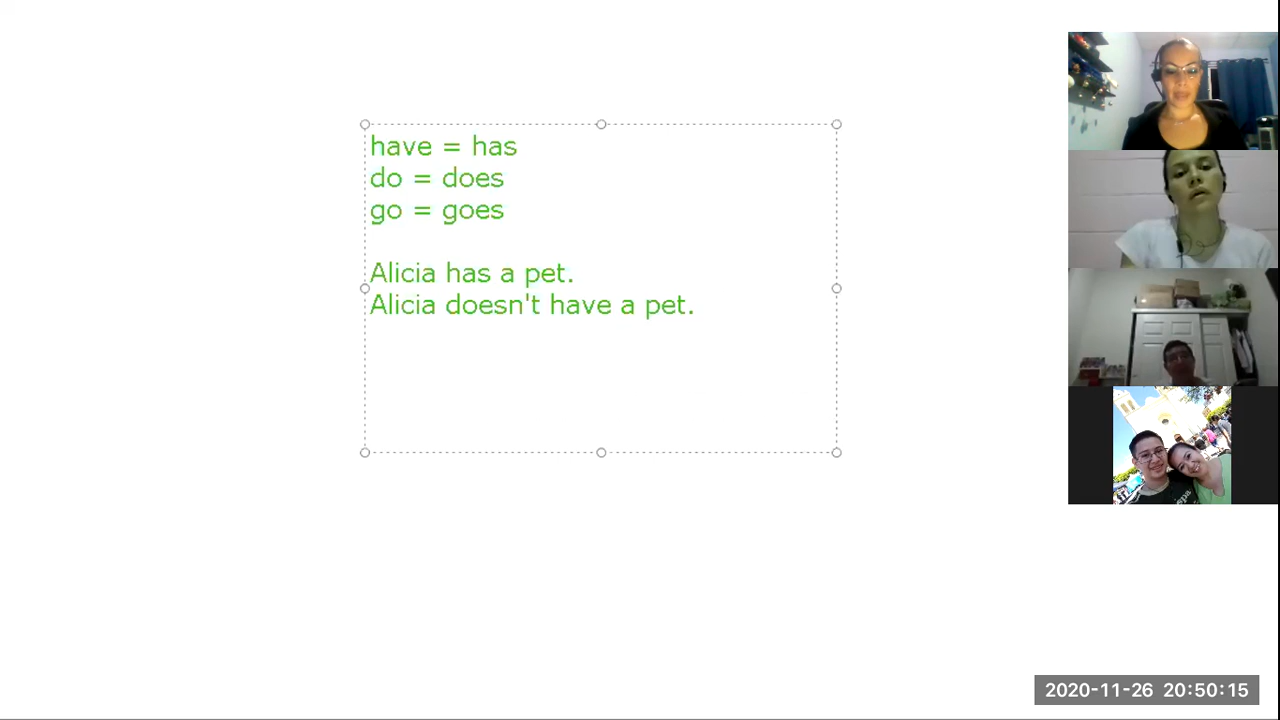 have = has
do = does
go = goes
Alicia has a pet.
Alicia doesn't have a pet.
2020-11-26 20:50:15